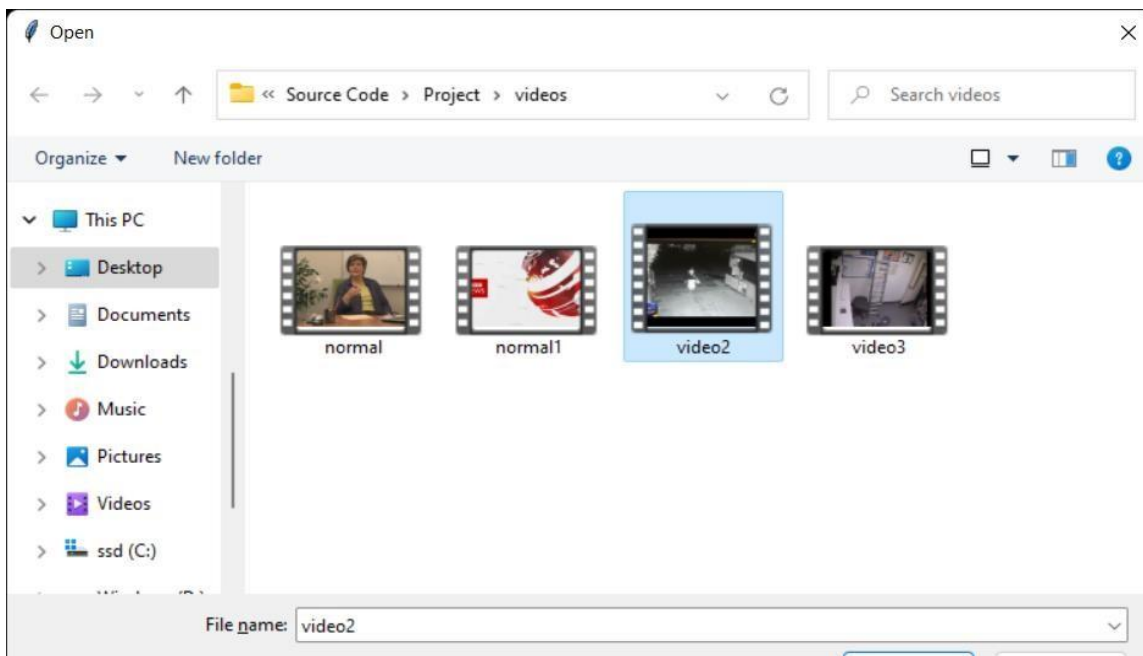 Open
« Source Code > Project > videos
Search videos
Organize
New folder
This PC
Desktop
Documents
Downloads
Music
Pictures
Videos
ssd (C:)
normal
normal1
video2
video3
File name: video2